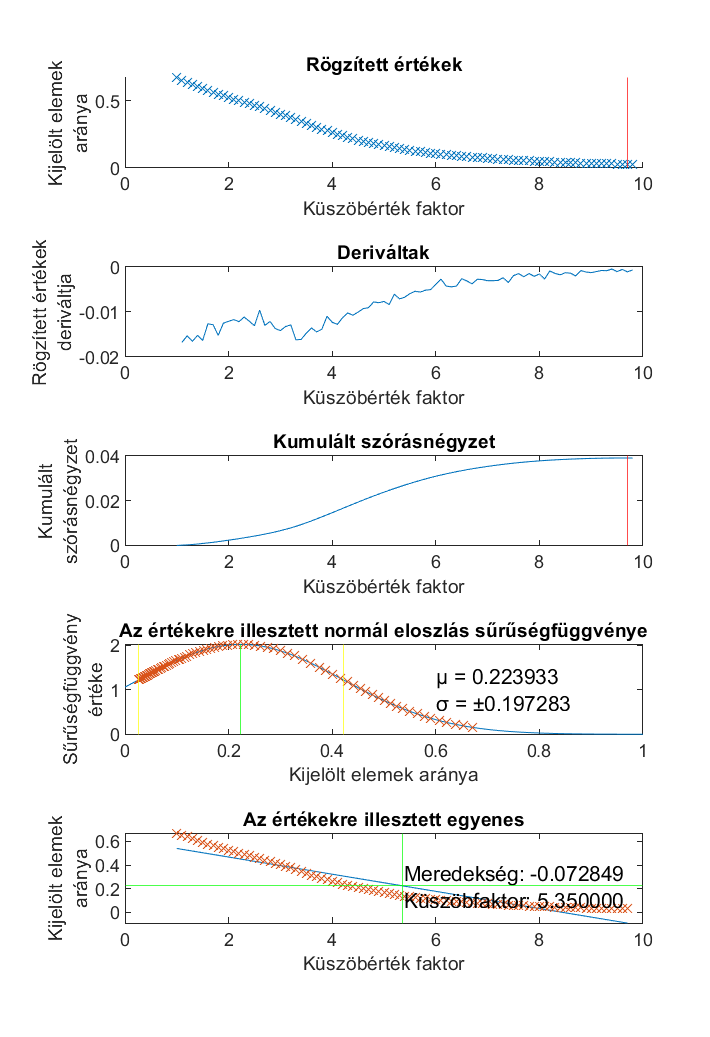 Rögzített értékek
Kijelölt elemek
aránya
0.5
0
0 2 4 6 8 10
Küszöbérték faktor
Deriváltak
Rögzített értékek
deriváltja
0
-0.01
-0.02
0 2 4 6 8 10
Küszöbérték faktor
Kumulált szórásnégyzet
Kumulált
szórásnégyzet
0.04
0.02
0
0 2 4 6 8 10
Küszöbérték faktor
Az értékekre illesztett normál eloszlás sűrűségfüggvénye
Sűrűségfüggvény
értéke
2
1
0
μ = 0.223933
σ = ±0.197283
0 0.2 0.4 0.6 0.8 1
Kijelölt elemek aránya
Az értékekre illesztett egyenes
Kijelölt elemek
aránya
0.6
0.4
0.2
0
Meredekség: -0.072849
Küszöbfaktor: 5.350000
0 2 4 6 8 10
Küszöbérték faktor